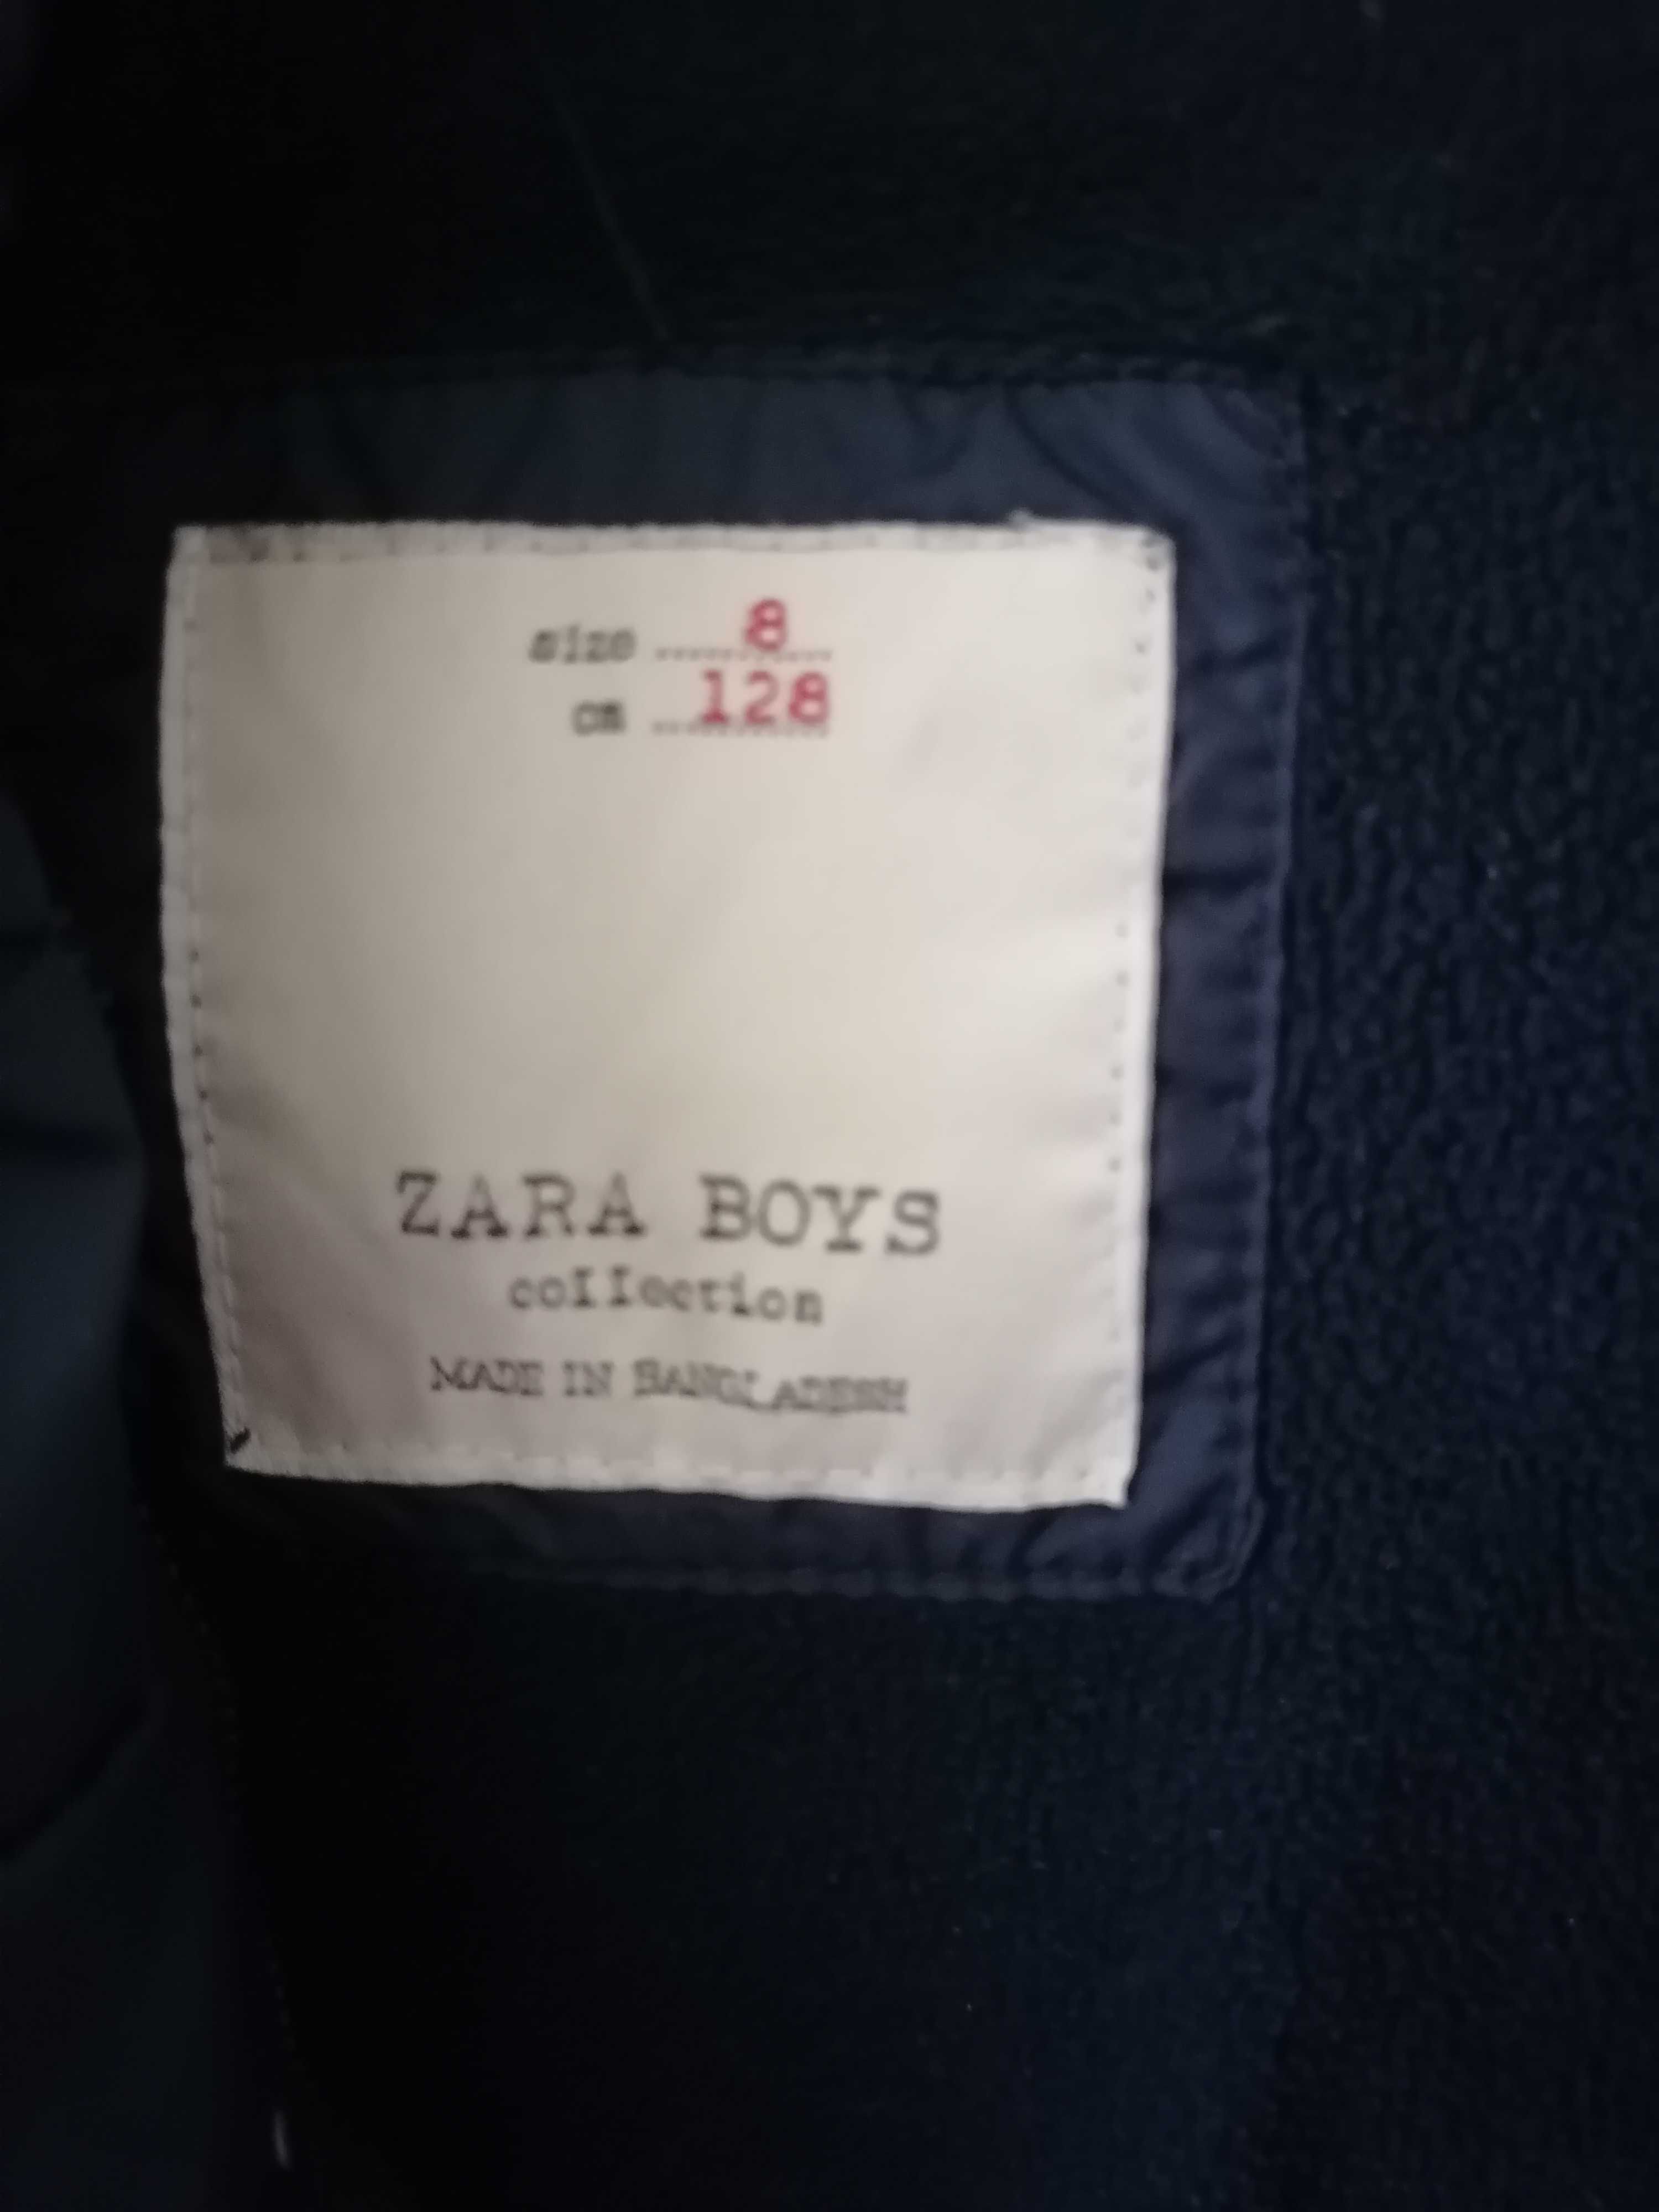 size 8
cm 128
ZARA BOYS
collection
MADE IN BANGLADESH